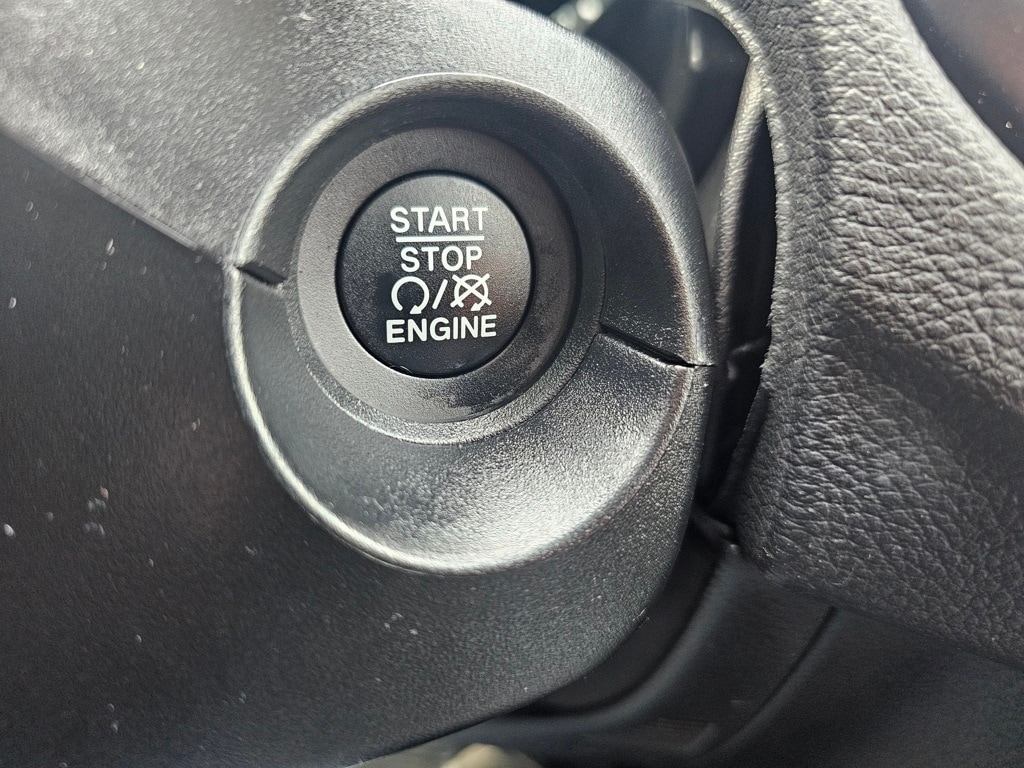 START
STOP
/
ENGINE